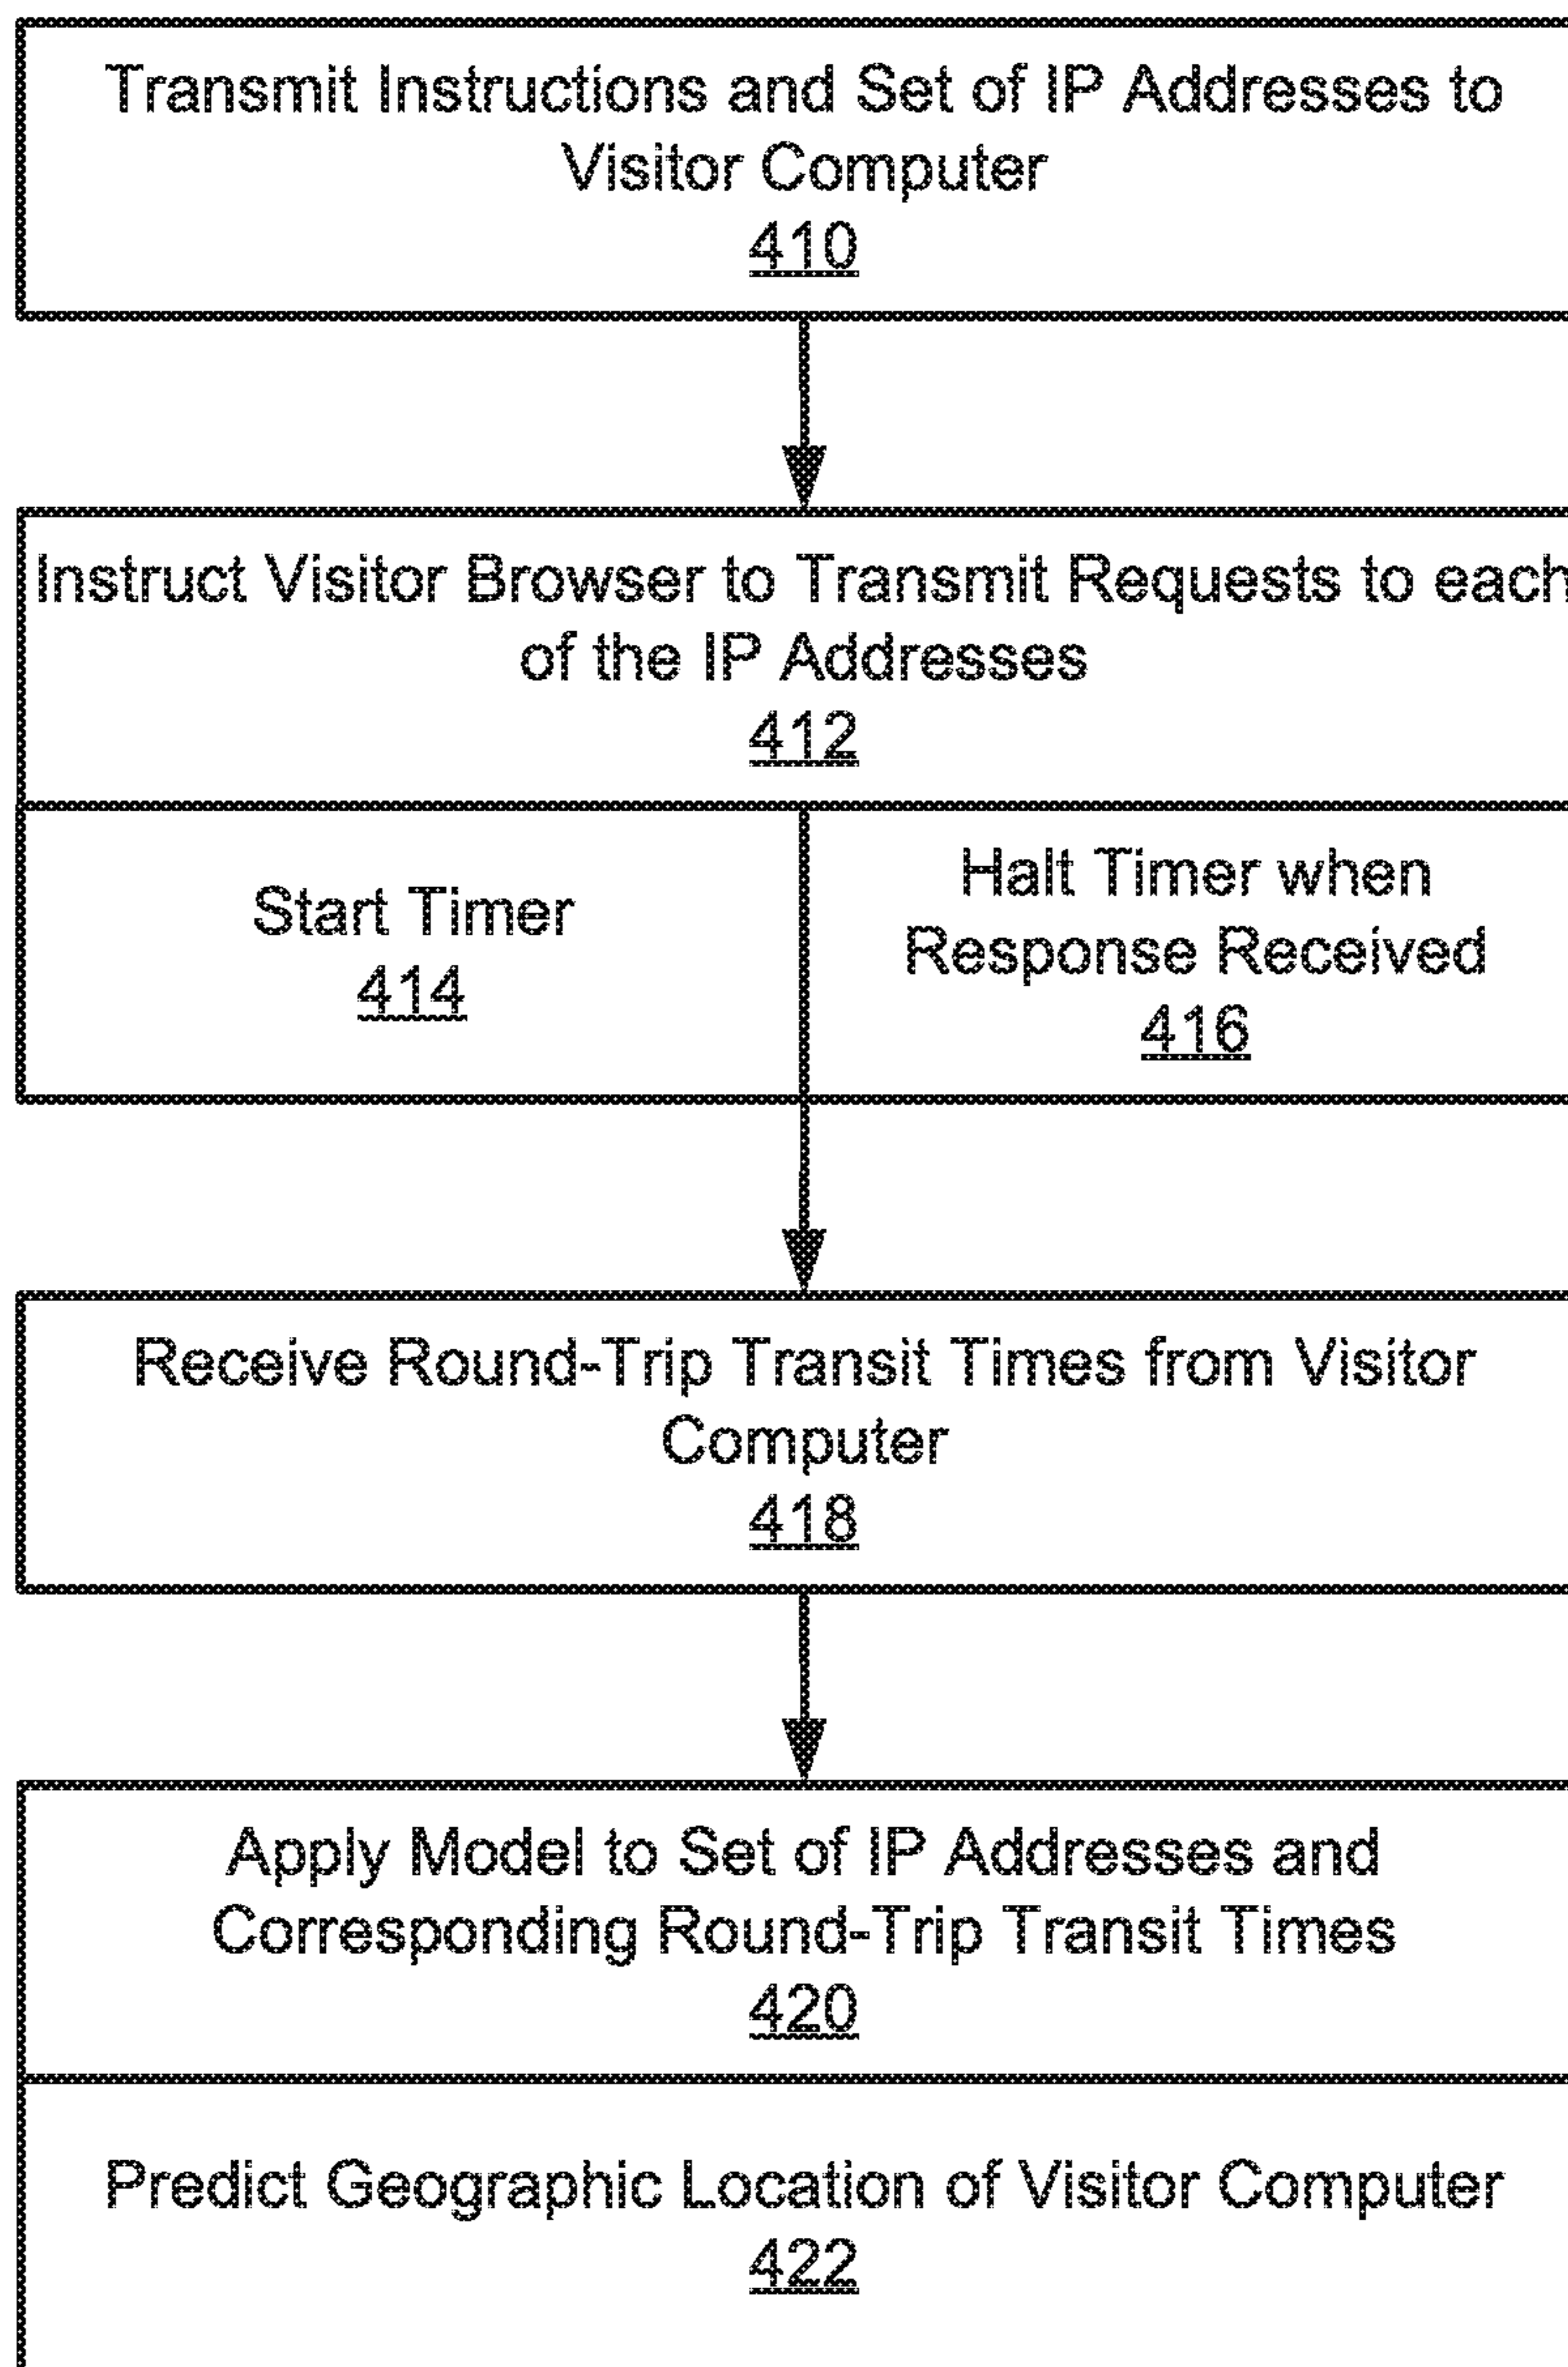 Transmit Instructions and Set of IP Addresses to
Visitor Computer
410
Instruct Visitor Browser to Transmit Requests to each
of the IP Addresses
412
Start Timer
414
Halt Timer when
Response Received
416
Receive Round-Trip Transit Times from Visitor
Computer
418
Apply Model to Set of IP Addresses and
Corresponding Round-Trip Transit Times
420
Predict Geographic Location of Visitor Computer
422